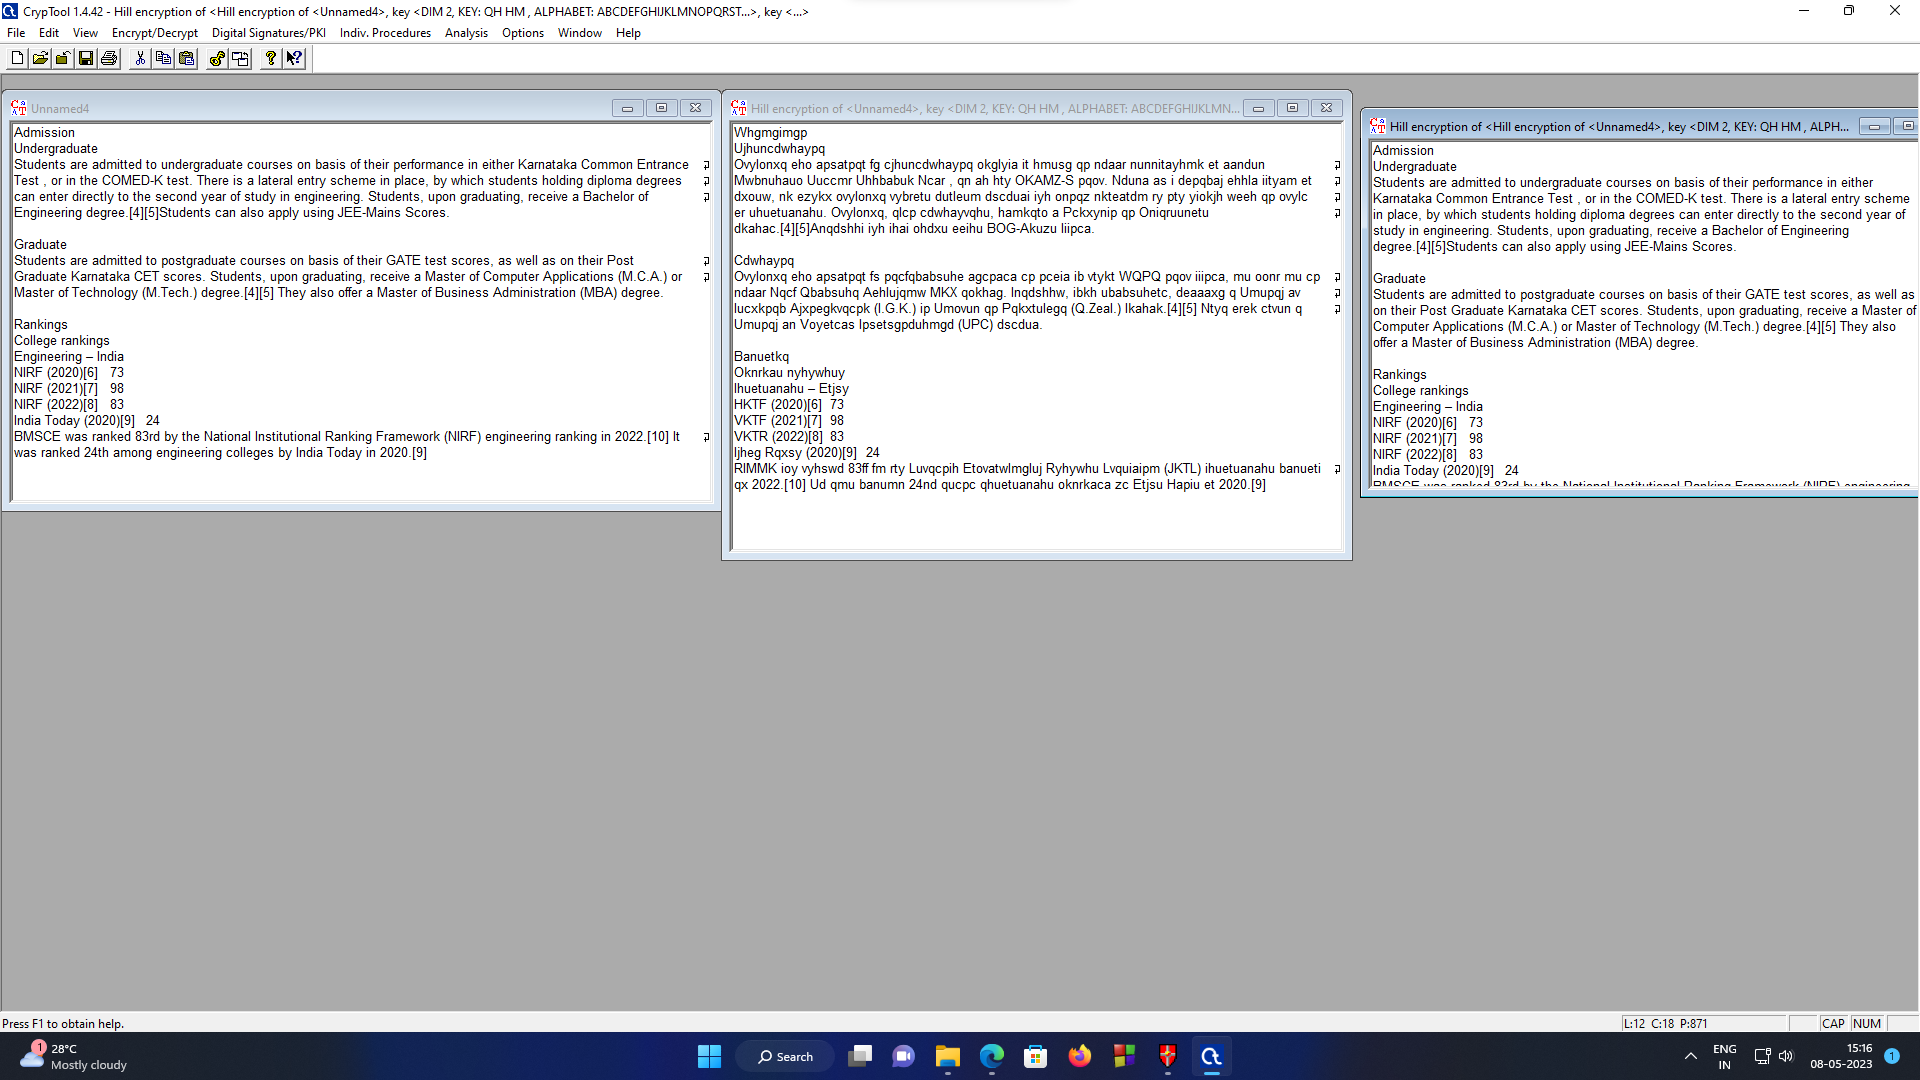 CrypTool 1.4.42 - Hill encryption of <Hill encryption of <Unnamed4>, key <DIM 2, KEY: QH HM , ALPHABET: ABCDEFGHIJKLMNOPQRST...>, key <...>
File Edit View Encrypt/Decrypt Digital Signatures/PKI Indiv. Procedures Analysis Options Window Help
Unnamed4
Admission
Undergraduate
Students are admitted to undergraduate courses on basis of their performance in either Karnataka Common Entrance
Test , or in the COMED-K test. There is a lateral entry scheme in place, by which students holding diploma degrees
can enter directly to the second year of study in engineering. Students, upon graduating, receive a Bachelor of
Engineering degree.[4][5]Students can also apply using JEE-Mains Scores.
Graduate
Students are admitted to postgraduate courses on basis of their GATE test scores, as well as on their Post
Graduate Karnataka CET scores. Students, upon graduating, receive a Master of Computer Applications (M.C.A.) or
Master of Technology (M.Tech.) degree.[4][5] They also offer a Master of Business Administration (MBA) degree.
Rankings
College rankings
Engineering – India
NIRF (2020)[6] 73
NIRF (2021)[7] 98
NIRF (2022)[8] 83
India Today (2020)[9] 24
BMSCE was ranked 83rd by the National Institutional Ranking Framework (NIRF) engineering ranking in 2022.[10] It
was ranked 24th among engineering colleges by India Today in 2020.[9]
Hill encryption of <Unnamed4>, key <DIM 2, KEY: QH HM , ALPHABET: ABCDEFGHIJKLMN...
Whgmgimgp
Ujhuncdwhaypq
Ovylonxq eho apsatpqt fg cjhuncdwhaypq okglyia it hmusg qp ndaar nunnitayhmk et aandun
Mwbnuhauo Uuccmr Uhhbabuk Ncar , qn ah hty OKAMZ-S pqov. Nduna as i depqbaj ehhla iityam et
dxouw, nk ezykx ovylonxq vybretu dutleum dscduai iyh onpqz nkteatdm ry pty yiokjh weeh qp ovylc
er uhuetuanahu. Ovylonxq, qlcp cdwhayvqhu, hamkqto a Pckxynip qp Oniqruunetu
dkahac.[4][5]Anqdshhi iyh ihai ohdxu eeihu BOG-Akuzu liipca.
Cdwhaypq
Ovylonxq eho apsatpqt fs pqcfqbabsuhe agcpaca cp pceia ib vtykt WQPQ pqov iiipca, mu oonr mu cp
ndaar Nqcf Qbabsuhq Aehlujqmw MKX qokhag. Inqdshhw, ibkh ubabsuhetc, deaaaxg q Umupqj av
Iucxkpqb Ajxpegkvqcpk (I.G.K.) ip Umovun qp Pqkxtulegq (Q.Zeal.) Ikahak.[4][5] Ntyq erek ctvun q
Umupqj an Voyetcas Ipsetsgpduhmgd (UPC) dscdua.
Banuetkq
Oknrkau nyhywhuy
Ihuetuanahu – Etjsy
HKTF (2020)[6] 73
VKTF (2021)[7] 98
VKTR (2022)[8] 83
Ijheg Rqxsy (2020)[9] 24
RIMMK ioy vyhswd 83ff fm rty Luvqcpih Etovatwlmgluj Ryhywhu Lvquiaipm (JKTL) ihuetuanahu banueti
qx 2022.[10] Ud qmu banumn 24nd qucpc qhuetuanahu oknrkaca zc Etjsu Hapiu et 2020.[9]
Hill encryption of <Hill encryption of <Unnamed4>, key <DIM 2, KEY: QH HM , ALPH...
Admission
Undergraduate
Students are admitted to undergraduate courses on basis of their performance in either
Karnataka Common Entrance Test , or in the COMED-K test. There is a lateral entry scheme
in place, by which students holding diploma degrees can enter directly to the second year of
study in engineering. Students, upon graduating, receive a Bachelor of Engineering
degree.[4][5]Students can also apply using JEE-Mains Scores.
Graduate
Students are admitted to postgraduate courses on basis of their GATE test scores, as well as
on their Post Graduate Karnataka CET scores. Students, upon graduating, receive a Master of
Computer Applications (M.C.A.) or Master of Technology (M.Tech.) degree.[4][5] They also
offer a Master of Business Administration (MBA) degree.
Rankings
College rankings
Engineering – India
NIRF (2020)[6] 73
NIRF (2021)[7] 98
NIRF (2022)[8] 83
India Today (2020)[9] 24
BMSCE was ranked 83rd by the National Institutional Ranking Framework (NIRF) engineering
Press F1 to obtain help.
L:12 C:18 P:871
CAP NUM
1
28°C
Mostly cloudy
Search
ENG
IN
15:16
08-05-2023
1